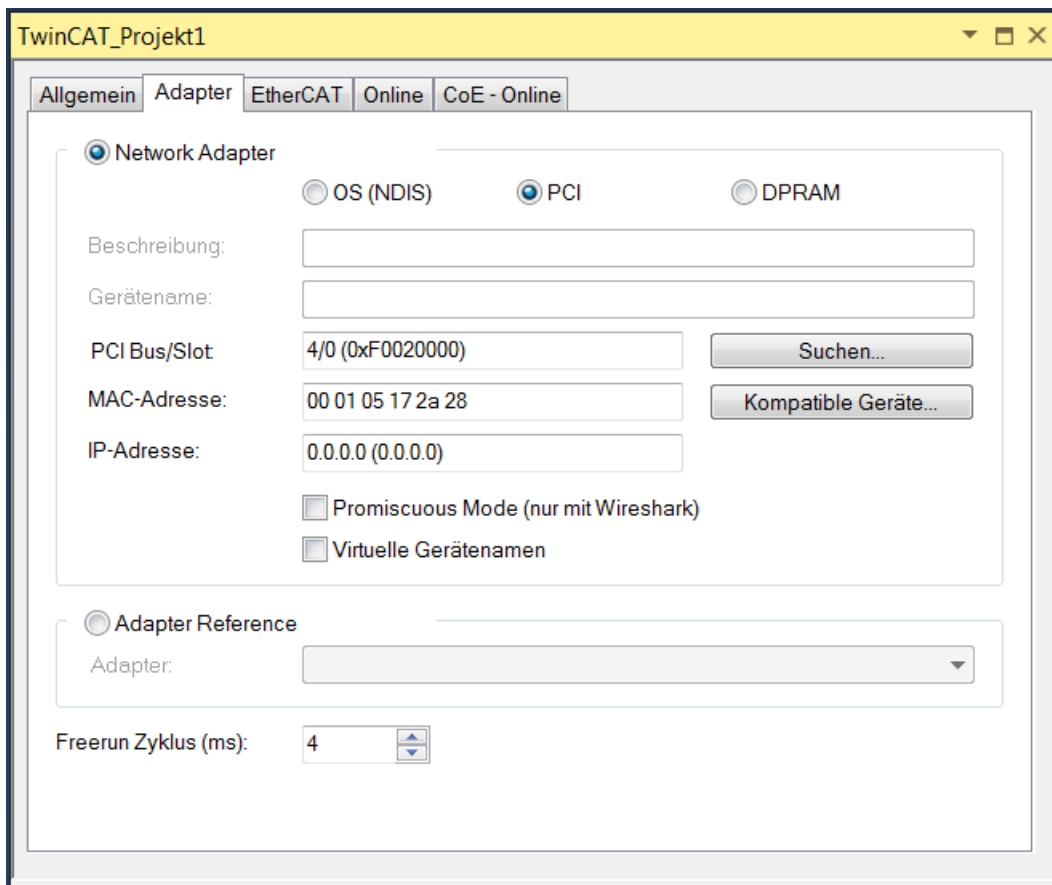 TwinCAT_Projekt1
Allgemein Adapter EtherCAT Online CoE - Online
Network Adapter
OS (NDIS) PCI DPRAM
Beschreibung:
Gerätename:
PCI Bus/Slot: 4/0 (0xF0020000) Suchen...
MAC-Adresse: 00 01 05 17 2a 28 Kompatible Geräte...
IP-Adresse: 0.0.0.0 (0.0.0.0)
Promiscuous Mode (nur mit Wireshark)
Virtuelle Gerätenamen
Adapter Reference
Adapter:
Freerun Zyklus (ms): 4